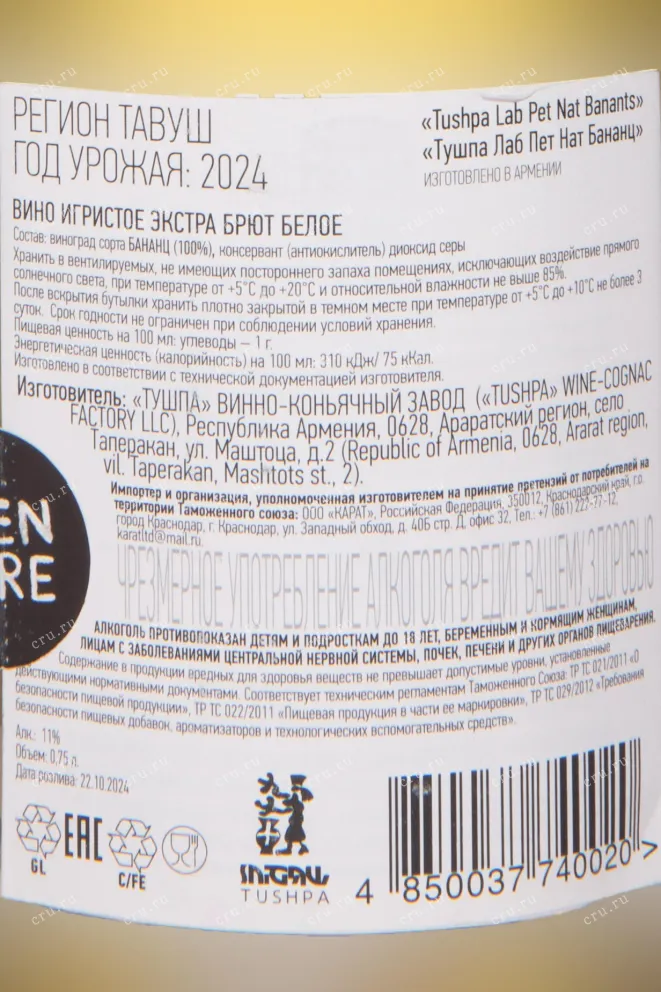 РЕГИОН ТАВУШ
ГОД УРОЖАЯ: 2024
«Tushpa Lab Pet Nat Banants»
«Тушпа Лаб Пет Нат Бананц»
ИЗГОТОВЛЕНО В АРМЕНИИ
ВИНО ИГРИСТОЕ ЭКСТРА БРЮТ БЕЛОЕ
Состав: виноград сорта БАНАНЦ (100%), консервант (антиокислитель) диоксид серы
Хранить в вентилируемых, не имеющих постороннего запаха помещениях, исключающих воздействие прямого
солнечного света, при температуре от +5°С до +20°С и относительной влажности не выше 85%.
После вскрытия бутылки хранить плотно закрытой в темном месте при температуре от +5°С до +10°С не более 3
суток. Срок годности не ограничен при соблюдении условий хранения.
Пищевая ценность на 100 мл: углеводы – 1 г.
Энергетическая ценность (калорийность) на 100 мл: 310 кДж/ 75 кКал.
Изготовлено в соответствии с технической документацией изготовителя.
Изготовитель: «ТУШПА» ВИННО-КОНЬЯЧНЫЙ ЗАВОД («TUSHPA» WINE-COGNAC
FACTORY LLC), Республика Армения, 0628, Араратский регион, село
Таперакан, ул. Маштоца, д.2 (Republic of Armenia, 0628, Ararat region,
vil. Taperakan, Mashtots st., 2).
Импортер и организация, уполномоченная изготовителем на принятие претензий от потребителей на
территории Таможенного союза: ООО «КАРАТ», Российская Федерация, 350012, Краснодарский край, г.о.
город Краснодар, г. Краснодар, ул. Западный обход, д. 40Б стр. Д, офис 32, Тел.: +7 (861) 222-77-12,
karatltd@mail.ru.
EN
RE
ЧРЕЗМЕРНОЕ УПОТРЕБЛЕНИЕ АЛКОГОЛЯ ВРЕДИТ ВАШЕМУ ЗДОРОВЬЮ
АЛКОГОЛЬ ПРОТИВОПОКАЗАН ДЕТЯМ И ПОДРОСТКАМ ДО 18 ЛЕТ, БЕРЕМЕННЫМ И КОРМЯЩИМ ЖЕНЩИНАМ,
ЛИЦАМ С ЗАБОЛЕВАНИЯМИ ЦЕНТРАЛЬНОЙ НЕРВНОЙ СИСТЕМЫ, ПОЧЕК, ПЕЧЕНИ И ДРУГИХ ОРГАНОВ ПИЩЕВАРЕНИЯ.
Содержание в продукции вредных для здоровья веществ не превышает допустимые уровни, установленные
действующими нормативными документами. Соответствует техническим регламентам Таможенного Союза: ТР ТС 021/2011 «О
безопасности пищевой продукции», ТР ТС 022/2011 «Пищевая продукция в части ее маркировки», ТР ТС 029/2012 «Требования
безопасности пищевых добавок, ароматизаторов и технологических вспомогательных средств».
Алк.: 11%
Объем: 0,75 л.
Дата розлива: 22.10.2024
GL
EAC
C/FE
TUSHPA
4 850037 740020 >
cru.ru